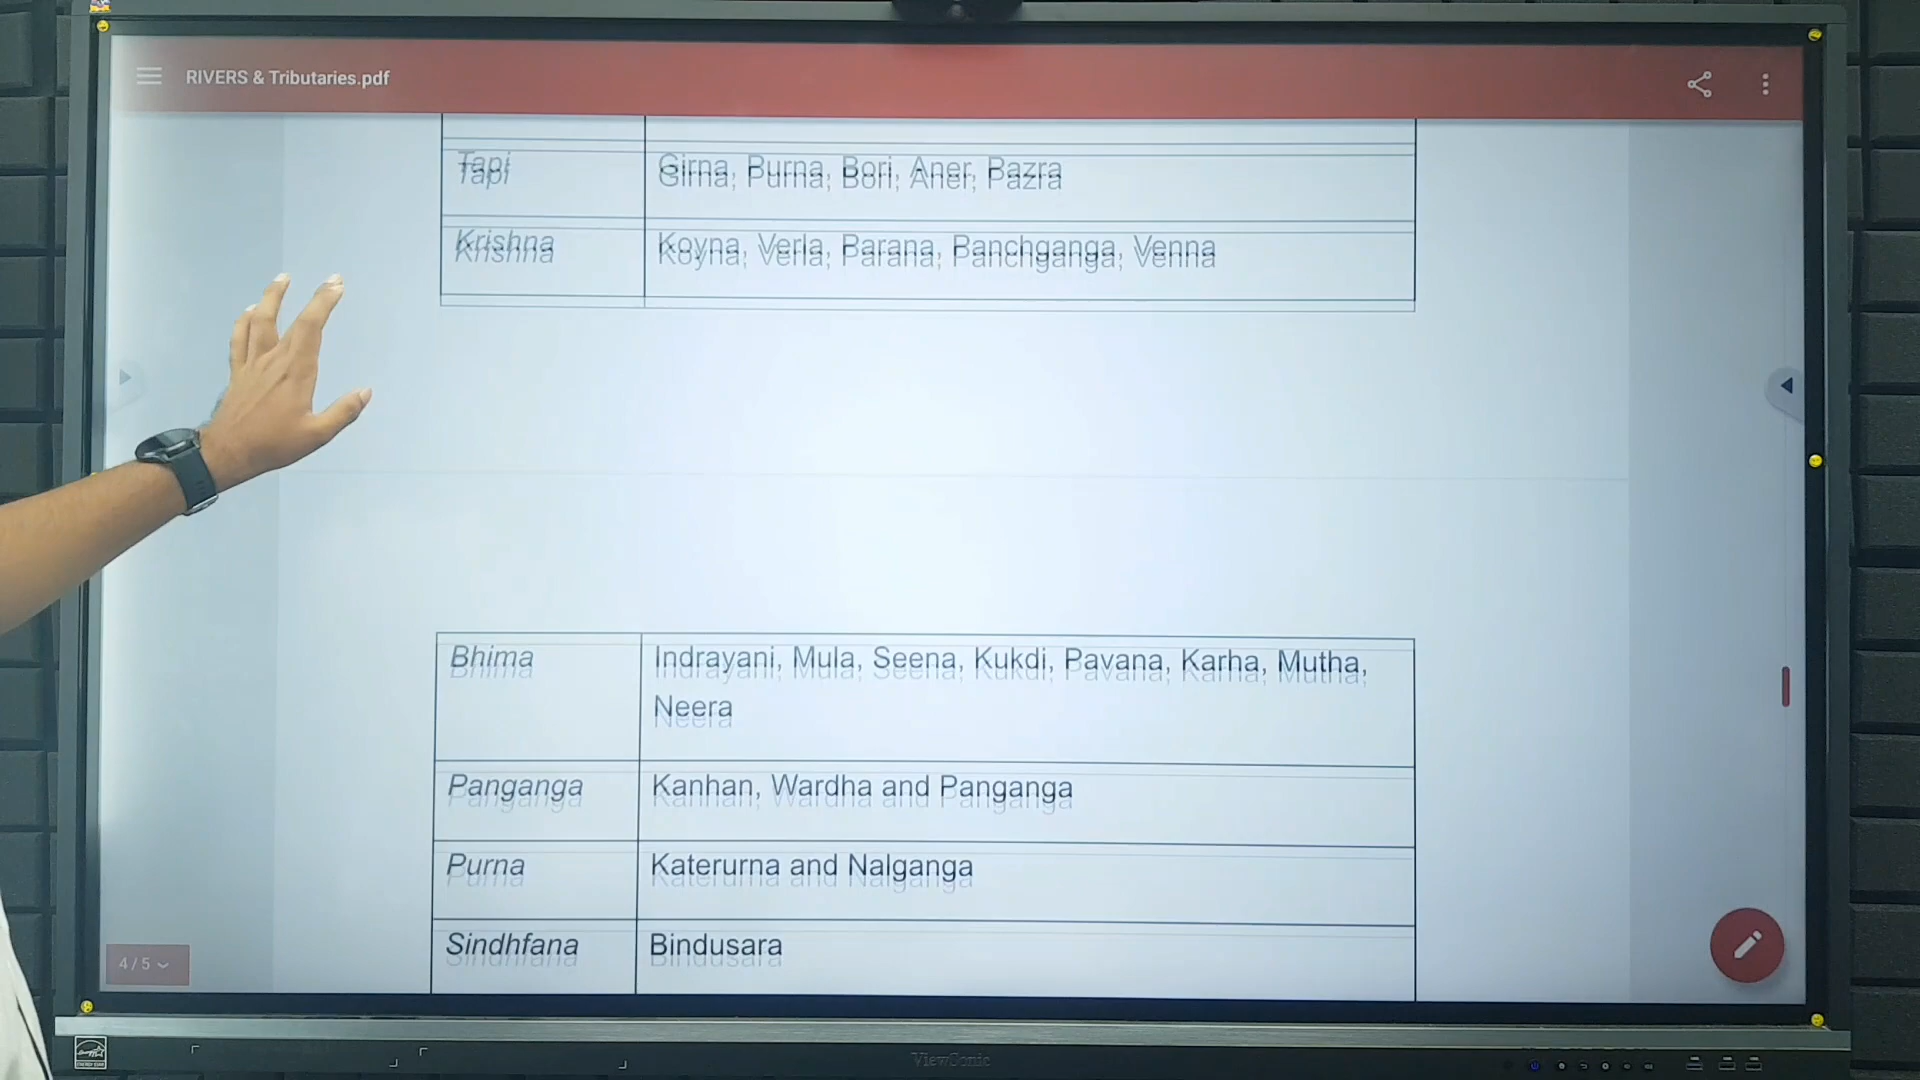 RIVERS & Tributaries.pdf
Tapi
Girna, Purna, Bori, Aner, Pazra
Krishna
Koyna, Verla, Parana, Panchganga, Venna
Bhima
Indrayani, Mula, Seena, Kukdi, Pavana, Karha, Mutha,
Neera
Panganga
Kanhan, Wardha and Panganga
Purna
Katerurna and Nalganga
Sindhfana
Bindusara
4 / 5
ViewSonic